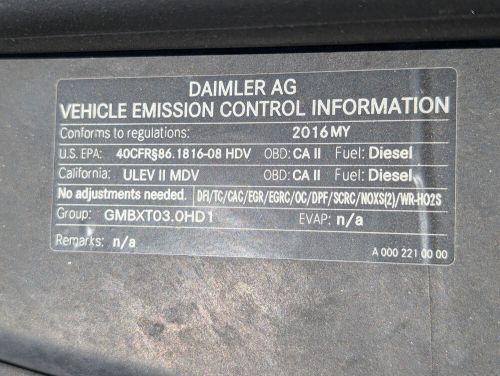 DAIMLER AG
VEHICLE EMISSION CONTROL INFORMATION
Conforms to regulations: 2016MY
U.S. EPA: 40CFR§86.1816-08 HDV OBD: CA II Fuel: Diesel
California: ULEV II MDV OBD: CA II Fuel: Diesel
No adjustments needed. DFI/TC/CAC/EGR/EGRC/OC/DPF/SCRC/NOXS(2)/WR-HO2S
Group: GMBXT03.0HD1 EVAP: n/a
Remarks: n/a
A 000 221 00 00